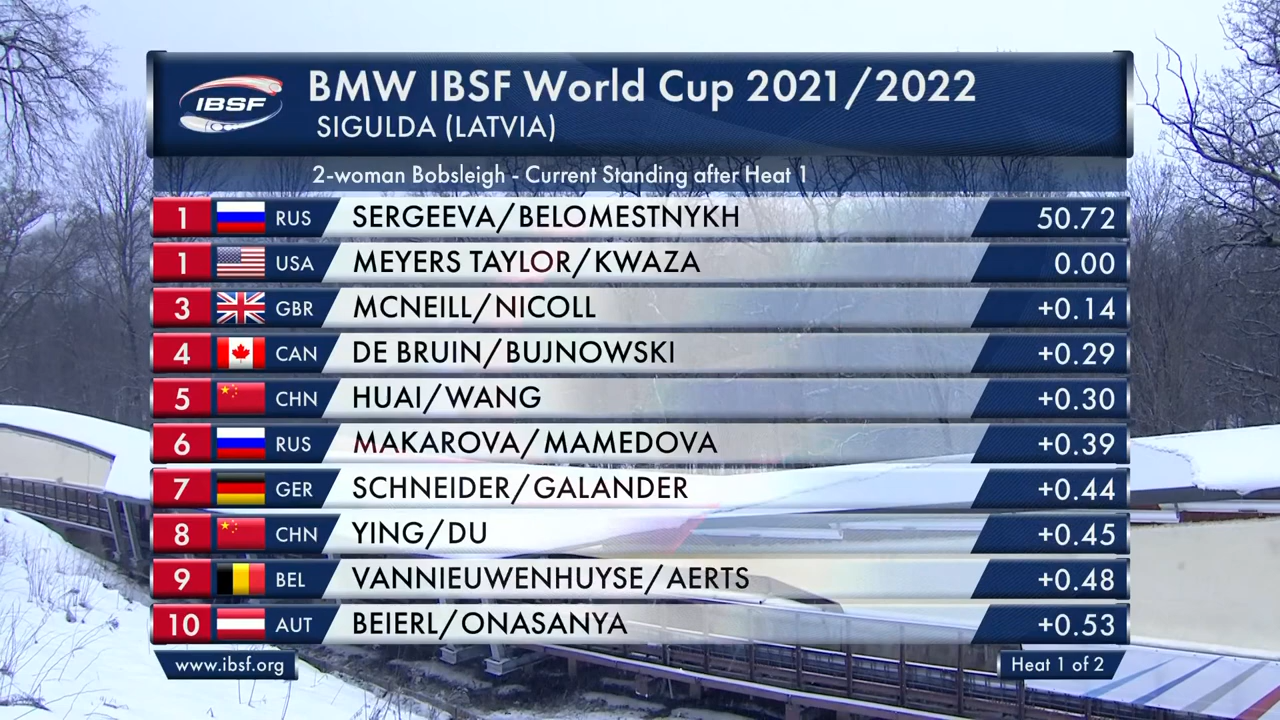 IBSF
BMW IBSF World Cup 2021/2022
SIGULDA (LATVIA)
2-woman Bobsleigh - Current Standing after Heat 1
1 RUS SERGEEVA/BELOMESTNYKH 50.72
1 USA MEYERS TAYLOR/KWAZA 0.00
3 GBR MCNEILL/NICOLL +0.14
4 CAN DE BRUIN/BUJNOWSKI +0.29
5 CHN HUAI/WANG +0.30
6 RUS MAKAROVA/MAMEDOVA +0.39
7 GER SCHNEIDER/GALANDER +0.44
8 CHN YING/DU +0.45
9 BEL VANNIEUWENHUYSE/AERTS +0.48
10 AUT BEIERL/ONASANYA +0.53
www.ibsf.org Heat 1 of 2